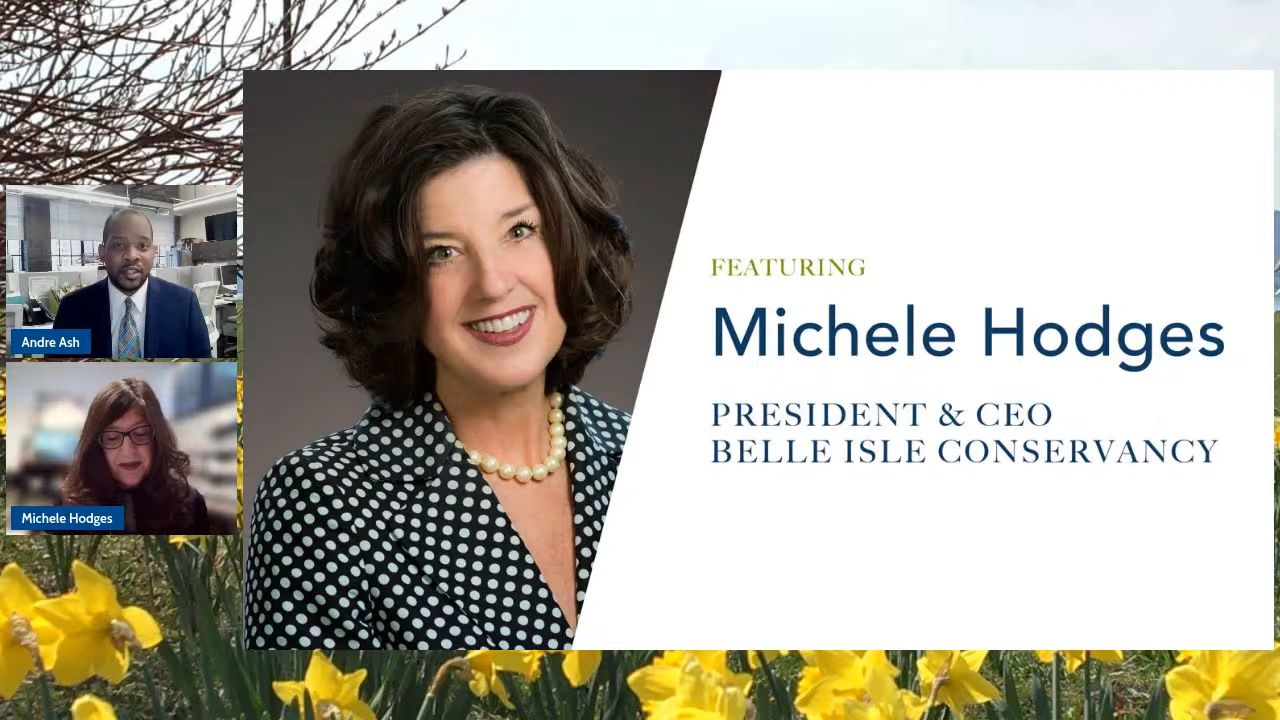 Andre Ash
Michele Hodges
FEATURING
Michele Hodges
PRESIDENT & CEO
BELLE ISLE CONSERVANCY